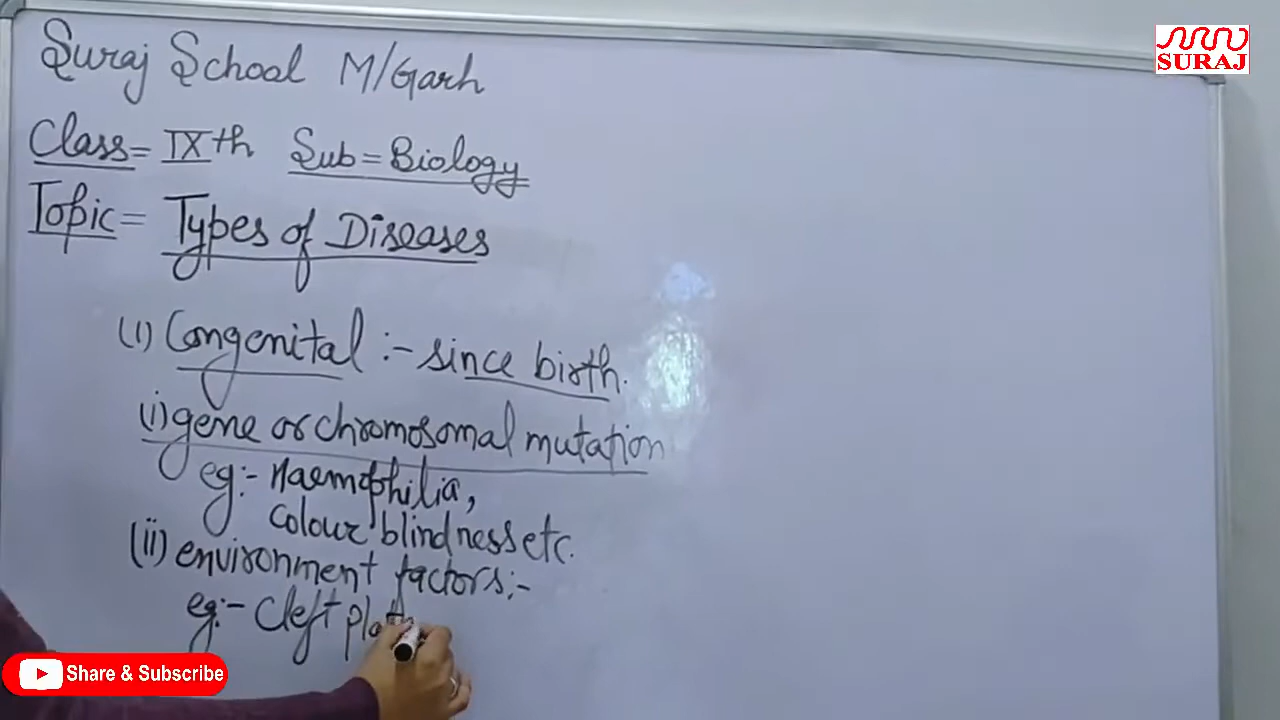 Suraj School M/Garh
SURAJ
Class = IXth Sub = Biology
Topic = Types of Diseases
(1) Congenital :- since birth.
(i) gene or chromosomal mutation
eg:- Haemophilia,
colour blindness etc.
(ii) environment factors:-
eg:- Cleft
Share & Subscribe